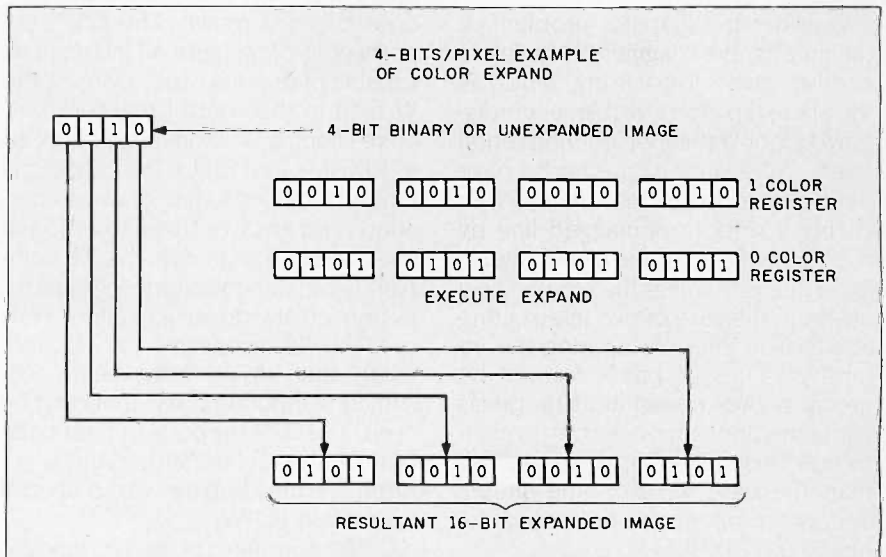 4-BITS/PIXEL EXAMPLE
OF COLOR EXPAND
0 1 1 0
4-BIT BINARY OR UNEXPANDED IMAGE
0 0 1 0 0 0 1 0 0 0 1 0 0 0 1 0
1 COLOR
REGISTER
0 1 0 1 0 1 0 1 0 1 0 1 0 1 0 1
0 COLOR
REGISTER
EXECUTE EXPAND
0 1 0 1 0 0 1 0 0 0 1 0 0 1 0 1
RESULTANT 16-BIT EXPANDED IMAGE